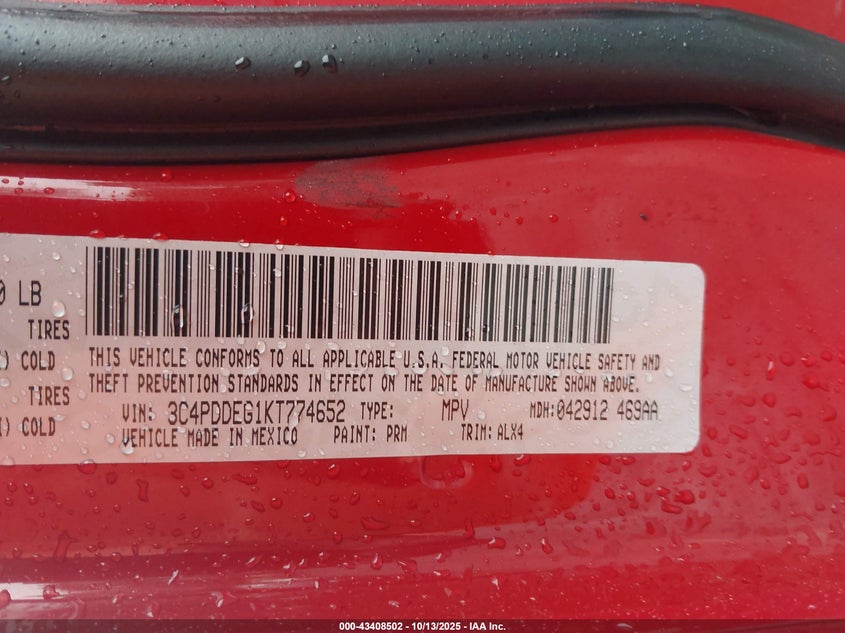 0 LB
TIRES
) COLD
TIRES
) COLD
THIS VEHICLE CONFORMS TO ALL APPLICABLE U.S.A. FEDERAL MOTOR VEHICLE SAFETY AND
THEFT PREVENTION STANDARDS IN EFFECT ON THE DATE OF MANUFACTURE SHOWN ABOVE.
VIN: 3C4PDDEG1KT774652 TYPE: MPV MDH:042912 469AA
VEHICLE MADE IN MEXICO PAINT: PRM TRIM: ALX4
000-43408502 - 10/13/2025 - IAA Inc.